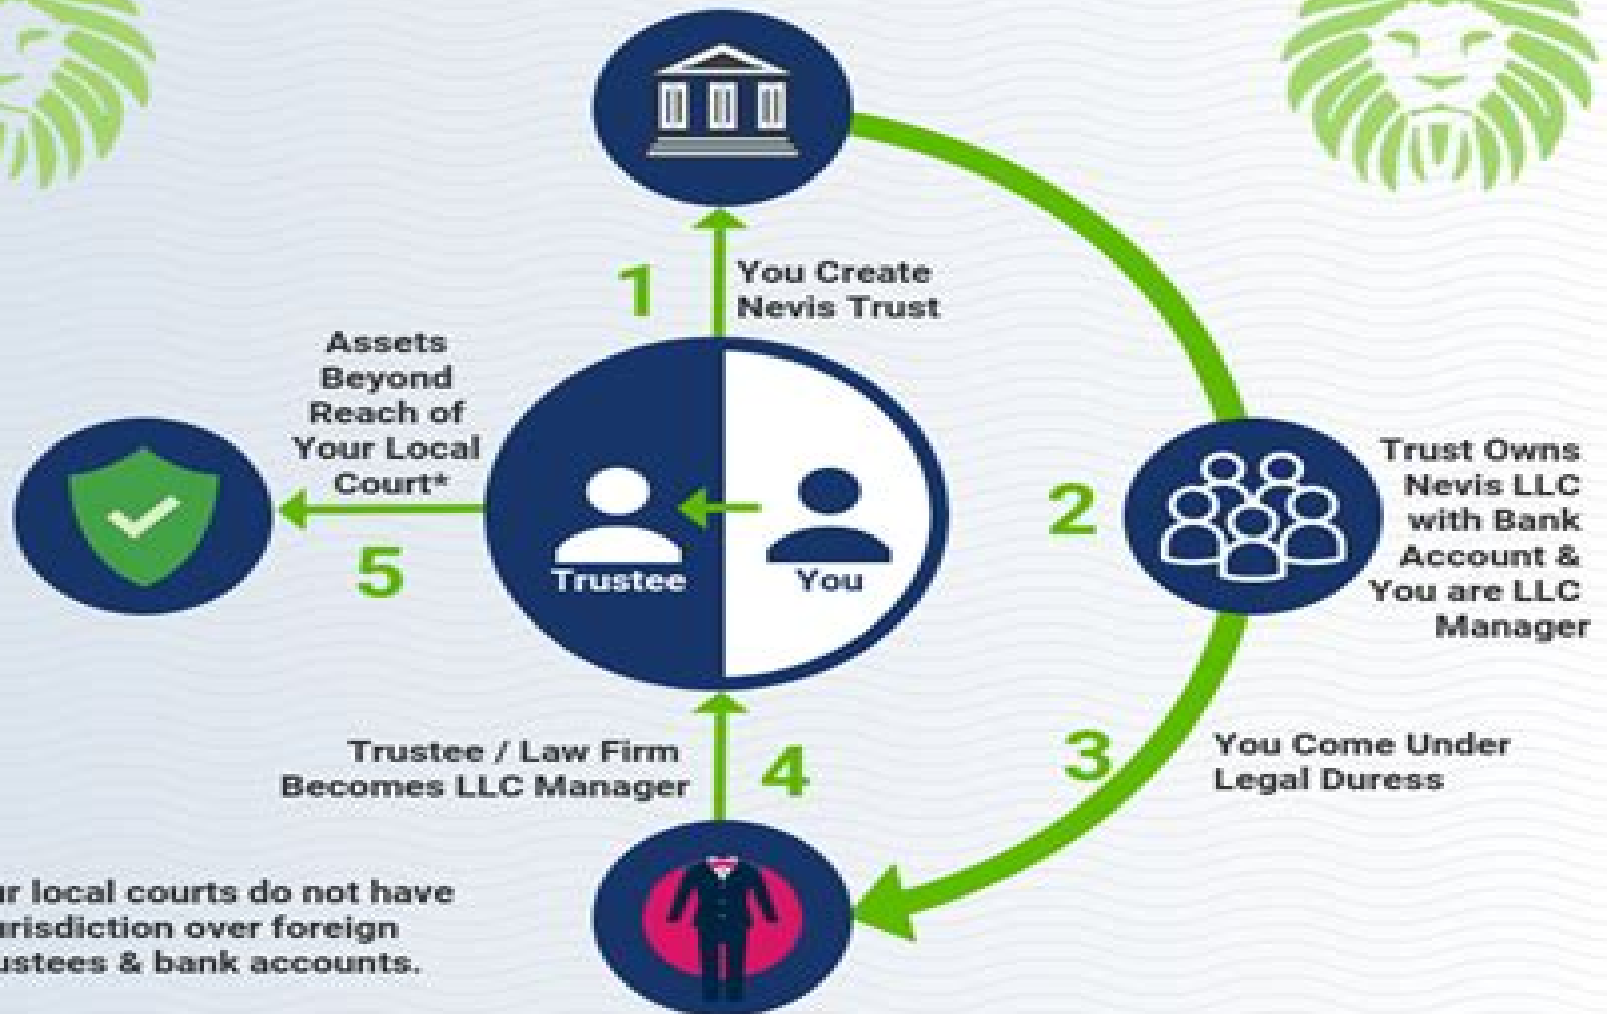 1
You Create
Nevis Trust
Assets
Beyond
Reach of
Your Local
Court*
5
Trustee
You
2
Trust Owns
Nevis LLC
with Bank
Account &
You are LLC
Manager
3
You Come Under
Legal Duress
Trustee / Law Firm
Becomes LLC Manager
4
local courts do not have
over foreign
& bank accounts.